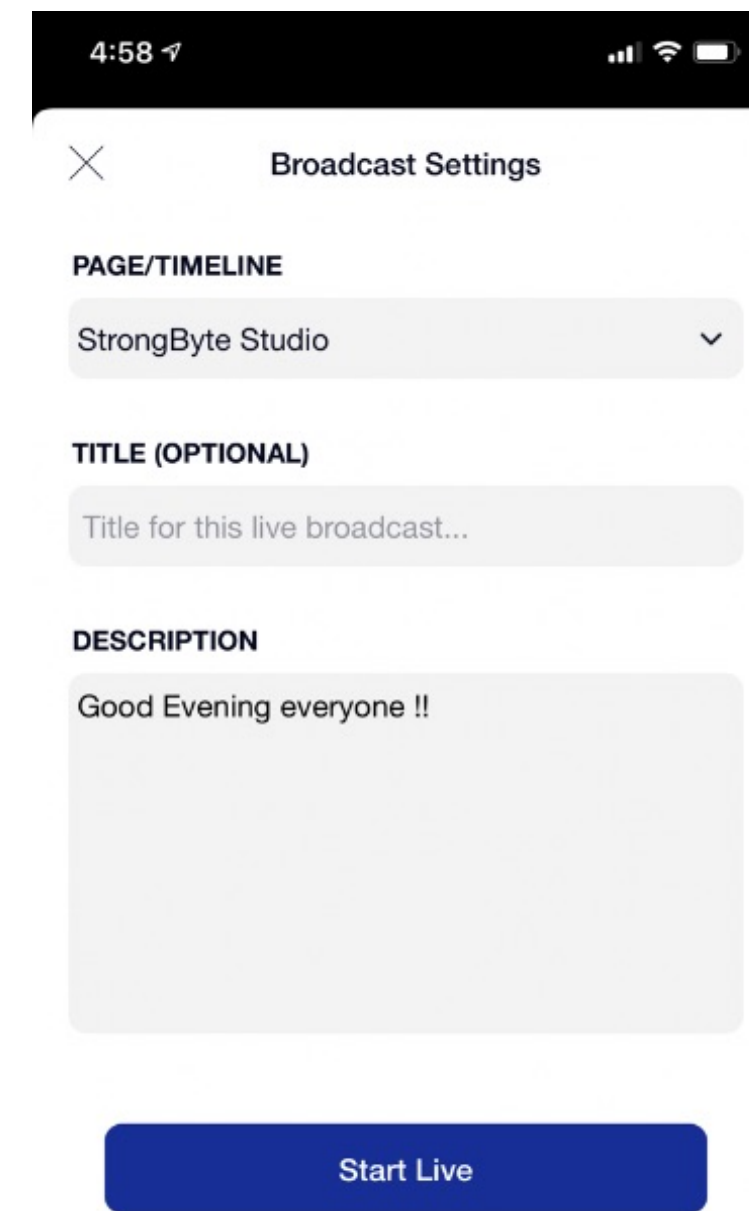 4:58
Broadcast Settings
PAGE/TIMELINE
StrongByte Studio
TITLE (OPTIONAL)
Title for this live broadcast...
DESCRIPTION
Good Evening everyone !!
Start Live